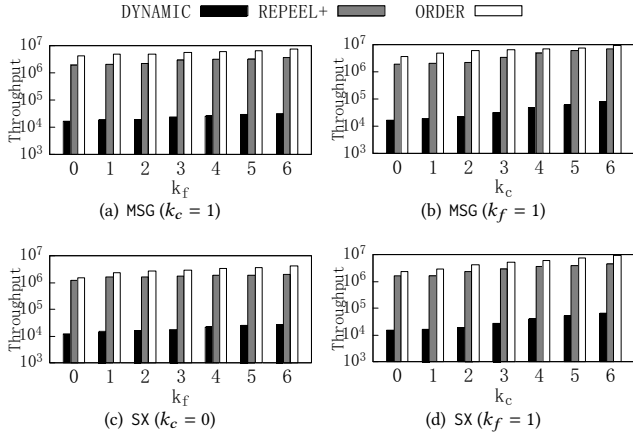 DYNAMIC REPEEL+ ORDER
Throughput 10^7 10^6 10^5 10^4 10^3
0 1 2 3 4 5 6
k_f
(a) MSG (k_c = 1)
Throughput 10^7 10^6 10^5 10^4 10^3
0 1 2 3 4 5 6
k_c
(b) MSG (k_f = 1)
Throughput 10^7 10^6 10^5 10^4 10^3
0 1 2 3 4 5 6
k_f
(c) SX (k_c = 0)
Throughput 10^7 10^6 10^5 10^4 10^3
0 1 2 3 4 5 6
k_c
(d) SX (k_f = 1)